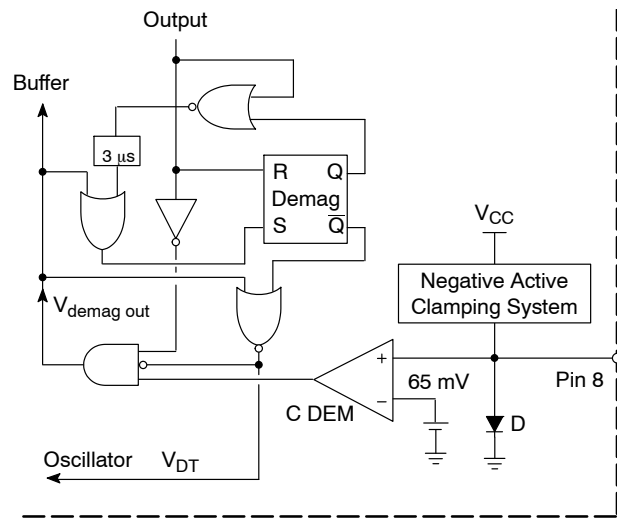 Output
Buffer
3 μs
R Q
Demag
S Q̅
V_CC
Negative Active
Clamping System
V_demag out
+
65 mV
Pin 8
−
C DEM
D
Oscillator V_DT